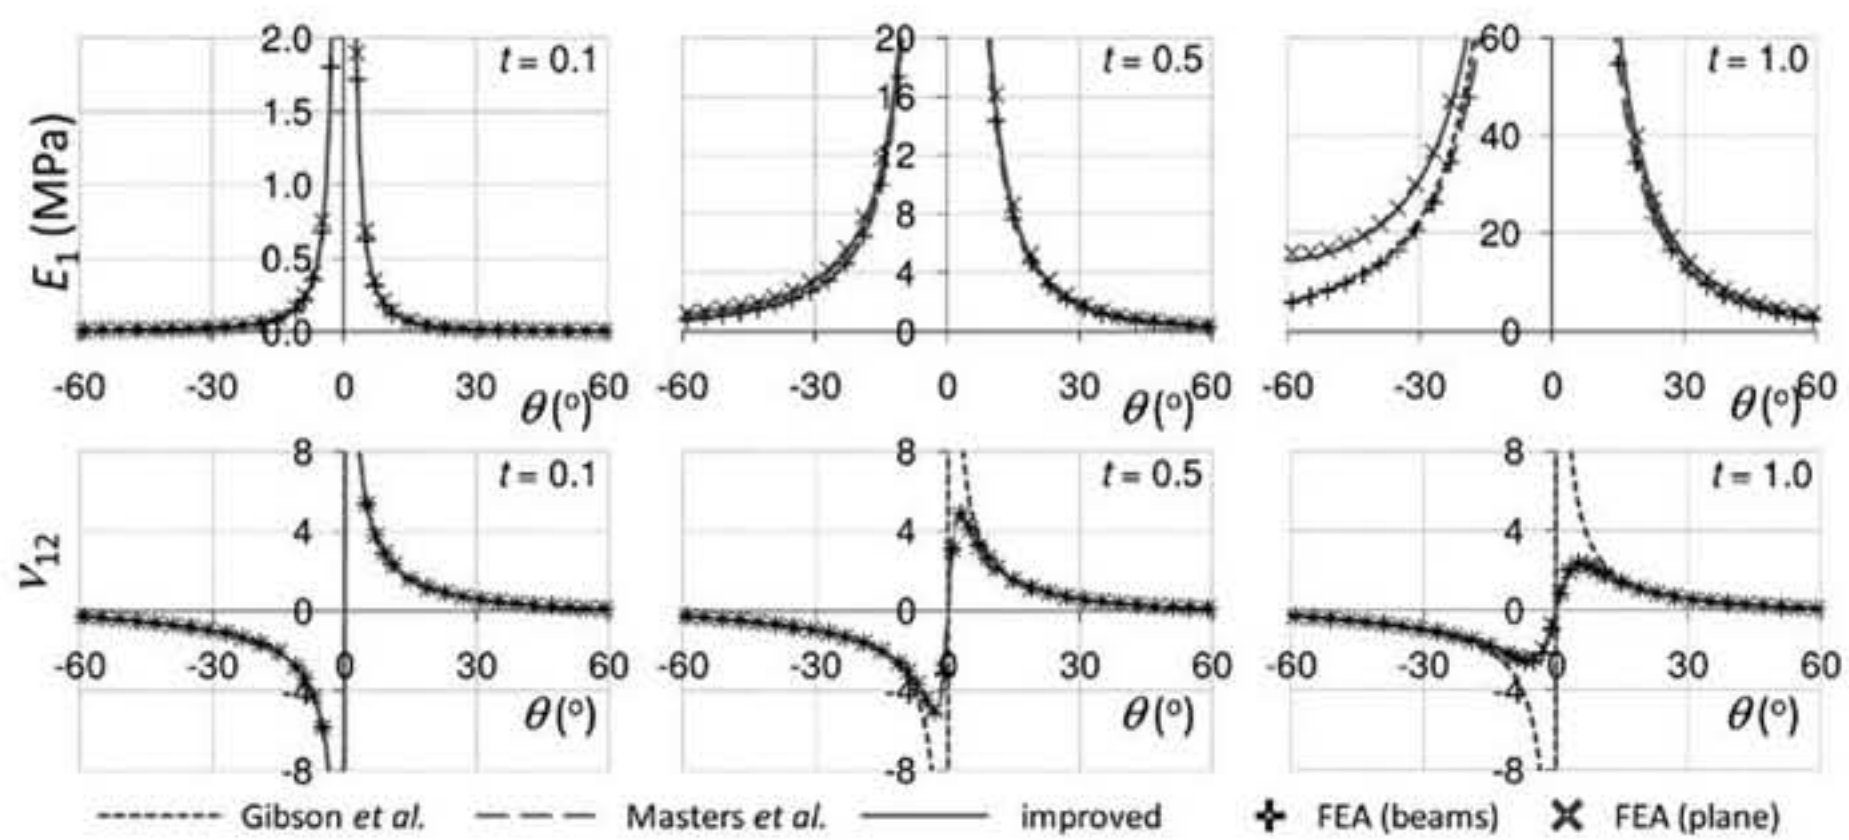 E₁ (MPa)
2.0
1.5
1.0
0.5
0.0
t = 0.1
-60 -30 0 30 60
θ(°)
20
16
12
8
4
0
t = 0.5
-60 -30 0 30 60
θ(°)
60
40
20
0
t = 1.0
-60 -30 0 30 60
θ(°)
ν₁₂
8
4
0
-4
-8
t = 0.1
-60 -30 0 30 60
θ(°)
8
4
0
-4
-8
t = 0.5
-60 -30 0 30 60
θ(°)
8
4
0
-4
-8
t = 1.0
-60 -30 0 30 60
θ(°)
Gibson et al. Masters et al. improved FEA (beams) FEA (plane)